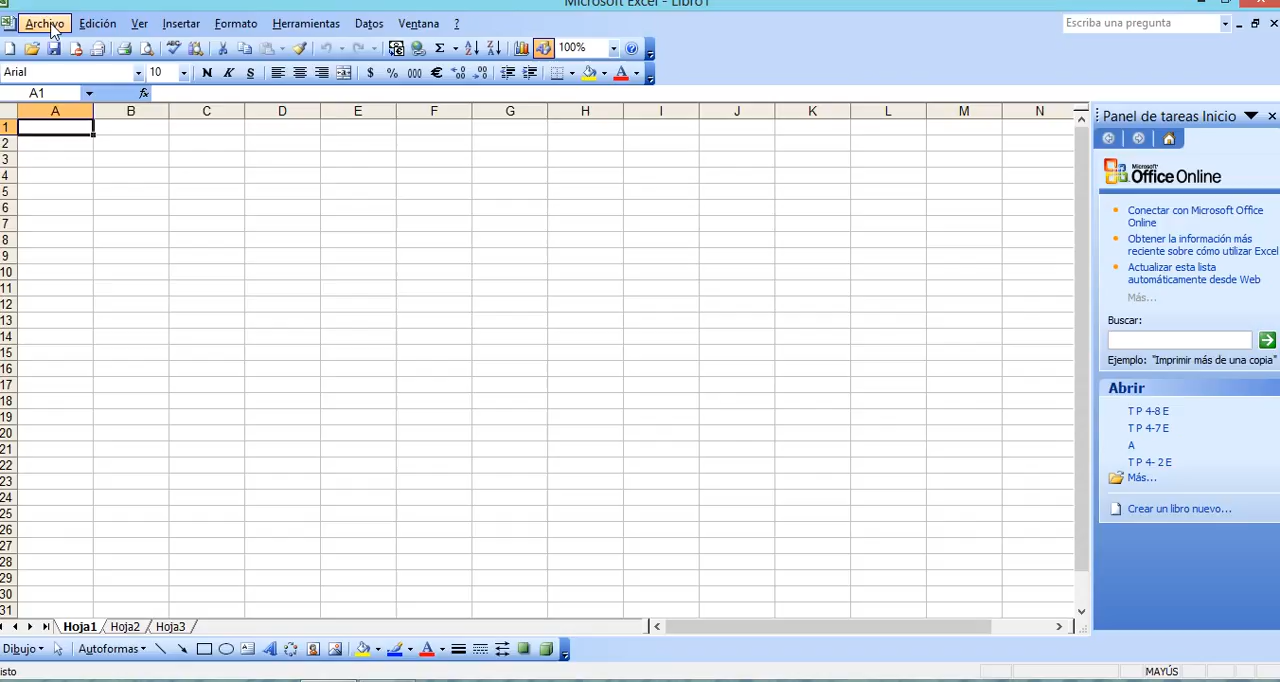 Microsoft Excel - Libro1
Archivo Edición Ver Insertar Formato Herramientas Datos Ventana ? Escriba una pregunta
Σ 100%
Arial 10 N K S $ % 000 €
A1 fx
A B C D E F G H I J K L M N
Panel de tareas Inicio
1
2
3
4
5
6
7
8
9
10
11
12
13
14
15
16
17
18
19
20
21
22
23
24
25
26
27
28
29
30
31
Microsoft
Office Online
Conectar con Microsoft Office
Online
Obtener la información más
reciente sobre cómo utilizar Excel
Actualizar esta lista
automáticamente desde Web
Más...
Buscar:
Ejemplo: "Imprimir más de una copia"
Abrir
T P 4-8 E
T P 4-7 E
A
T P 4- 2 E
Más...
Crear un libro nuevo...
Hoja1 Hoja2 Hoja3
Dibujo Autoformas A
isto MAYÚS